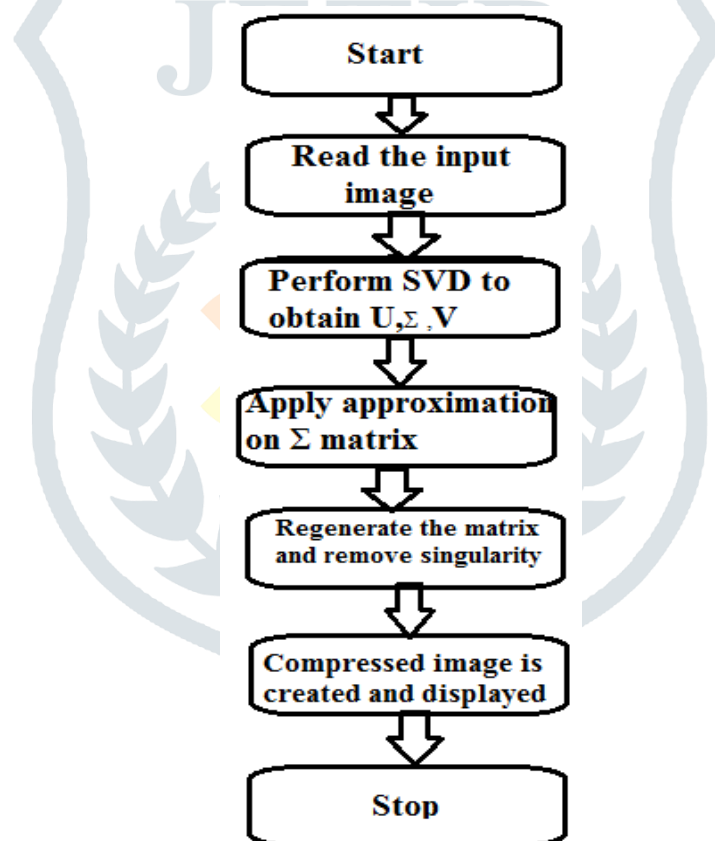 Start
Read the input
image
Perform SVD to
obtain U,Σ ,V
Apply approximation
on Σ matrix
Regenerate the matrix
and remove singularity
Compressed image is
created and displayed
Stop